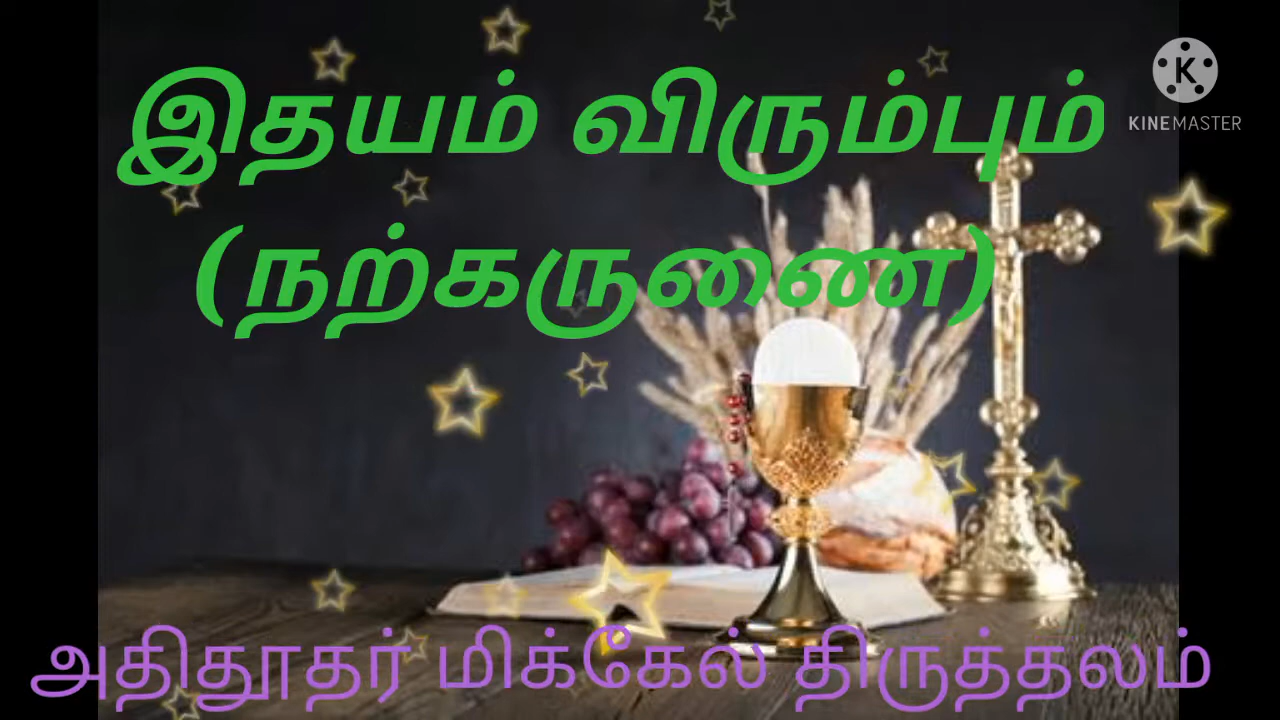 இதயம் விரும்பும்
(நற்கருணை)
K
KINEMASTER
அதிதூதர் மிக்கேல் திருத்தலம்